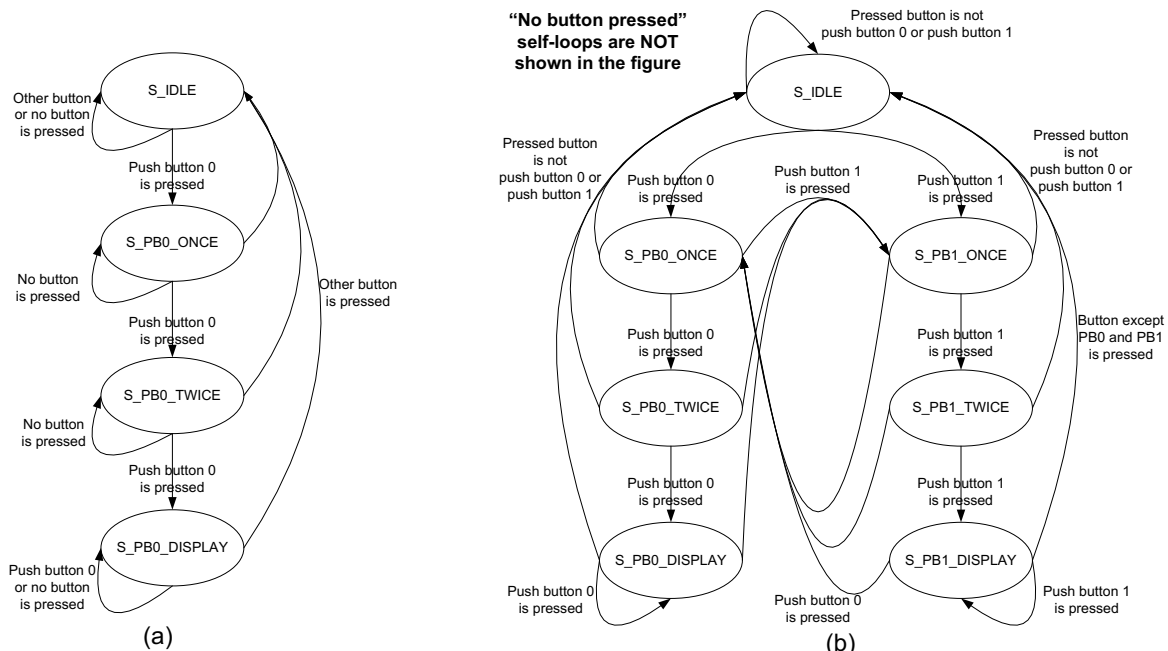 S_IDLE
Other button
or no button
is pressed
Push button 0
is pressed
S_PB0_ONCE
No button
is pressed
Other button
is pressed
Push button 0
is pressed
S_PB0_TWICE
No button
is pressed
Push button 0
is pressed
S_PB0_DISPLAY
Push button 0
or no button
is pressed
(a)
“No button pressed”
self-loops are NOT
shown in the figure
Pressed button is not
push button 0 or push button 1
S_IDLE
Pressed button
is not
push button 0 or
push button 1
Push button 0
is pressed
Push button 1
is pressed
Push button 1
is pressed
Pressed button
is not
push button 0 or
push button 1
S_PB0_ONCE
S_PB1_ONCE
Push button 0
is pressed
Push button 1
is pressed
Button except
PB0 and PB1
is pressed
S_PB0_TWICE
S_PB1_TWICE
Push button 0
is pressed
Push button 1
is pressed
S_PB0_DISPLAY
S_PB1_DISPLAY
Push button 0
is pressed
Push button 0
is pressed
Push button 1
is pressed
(b)